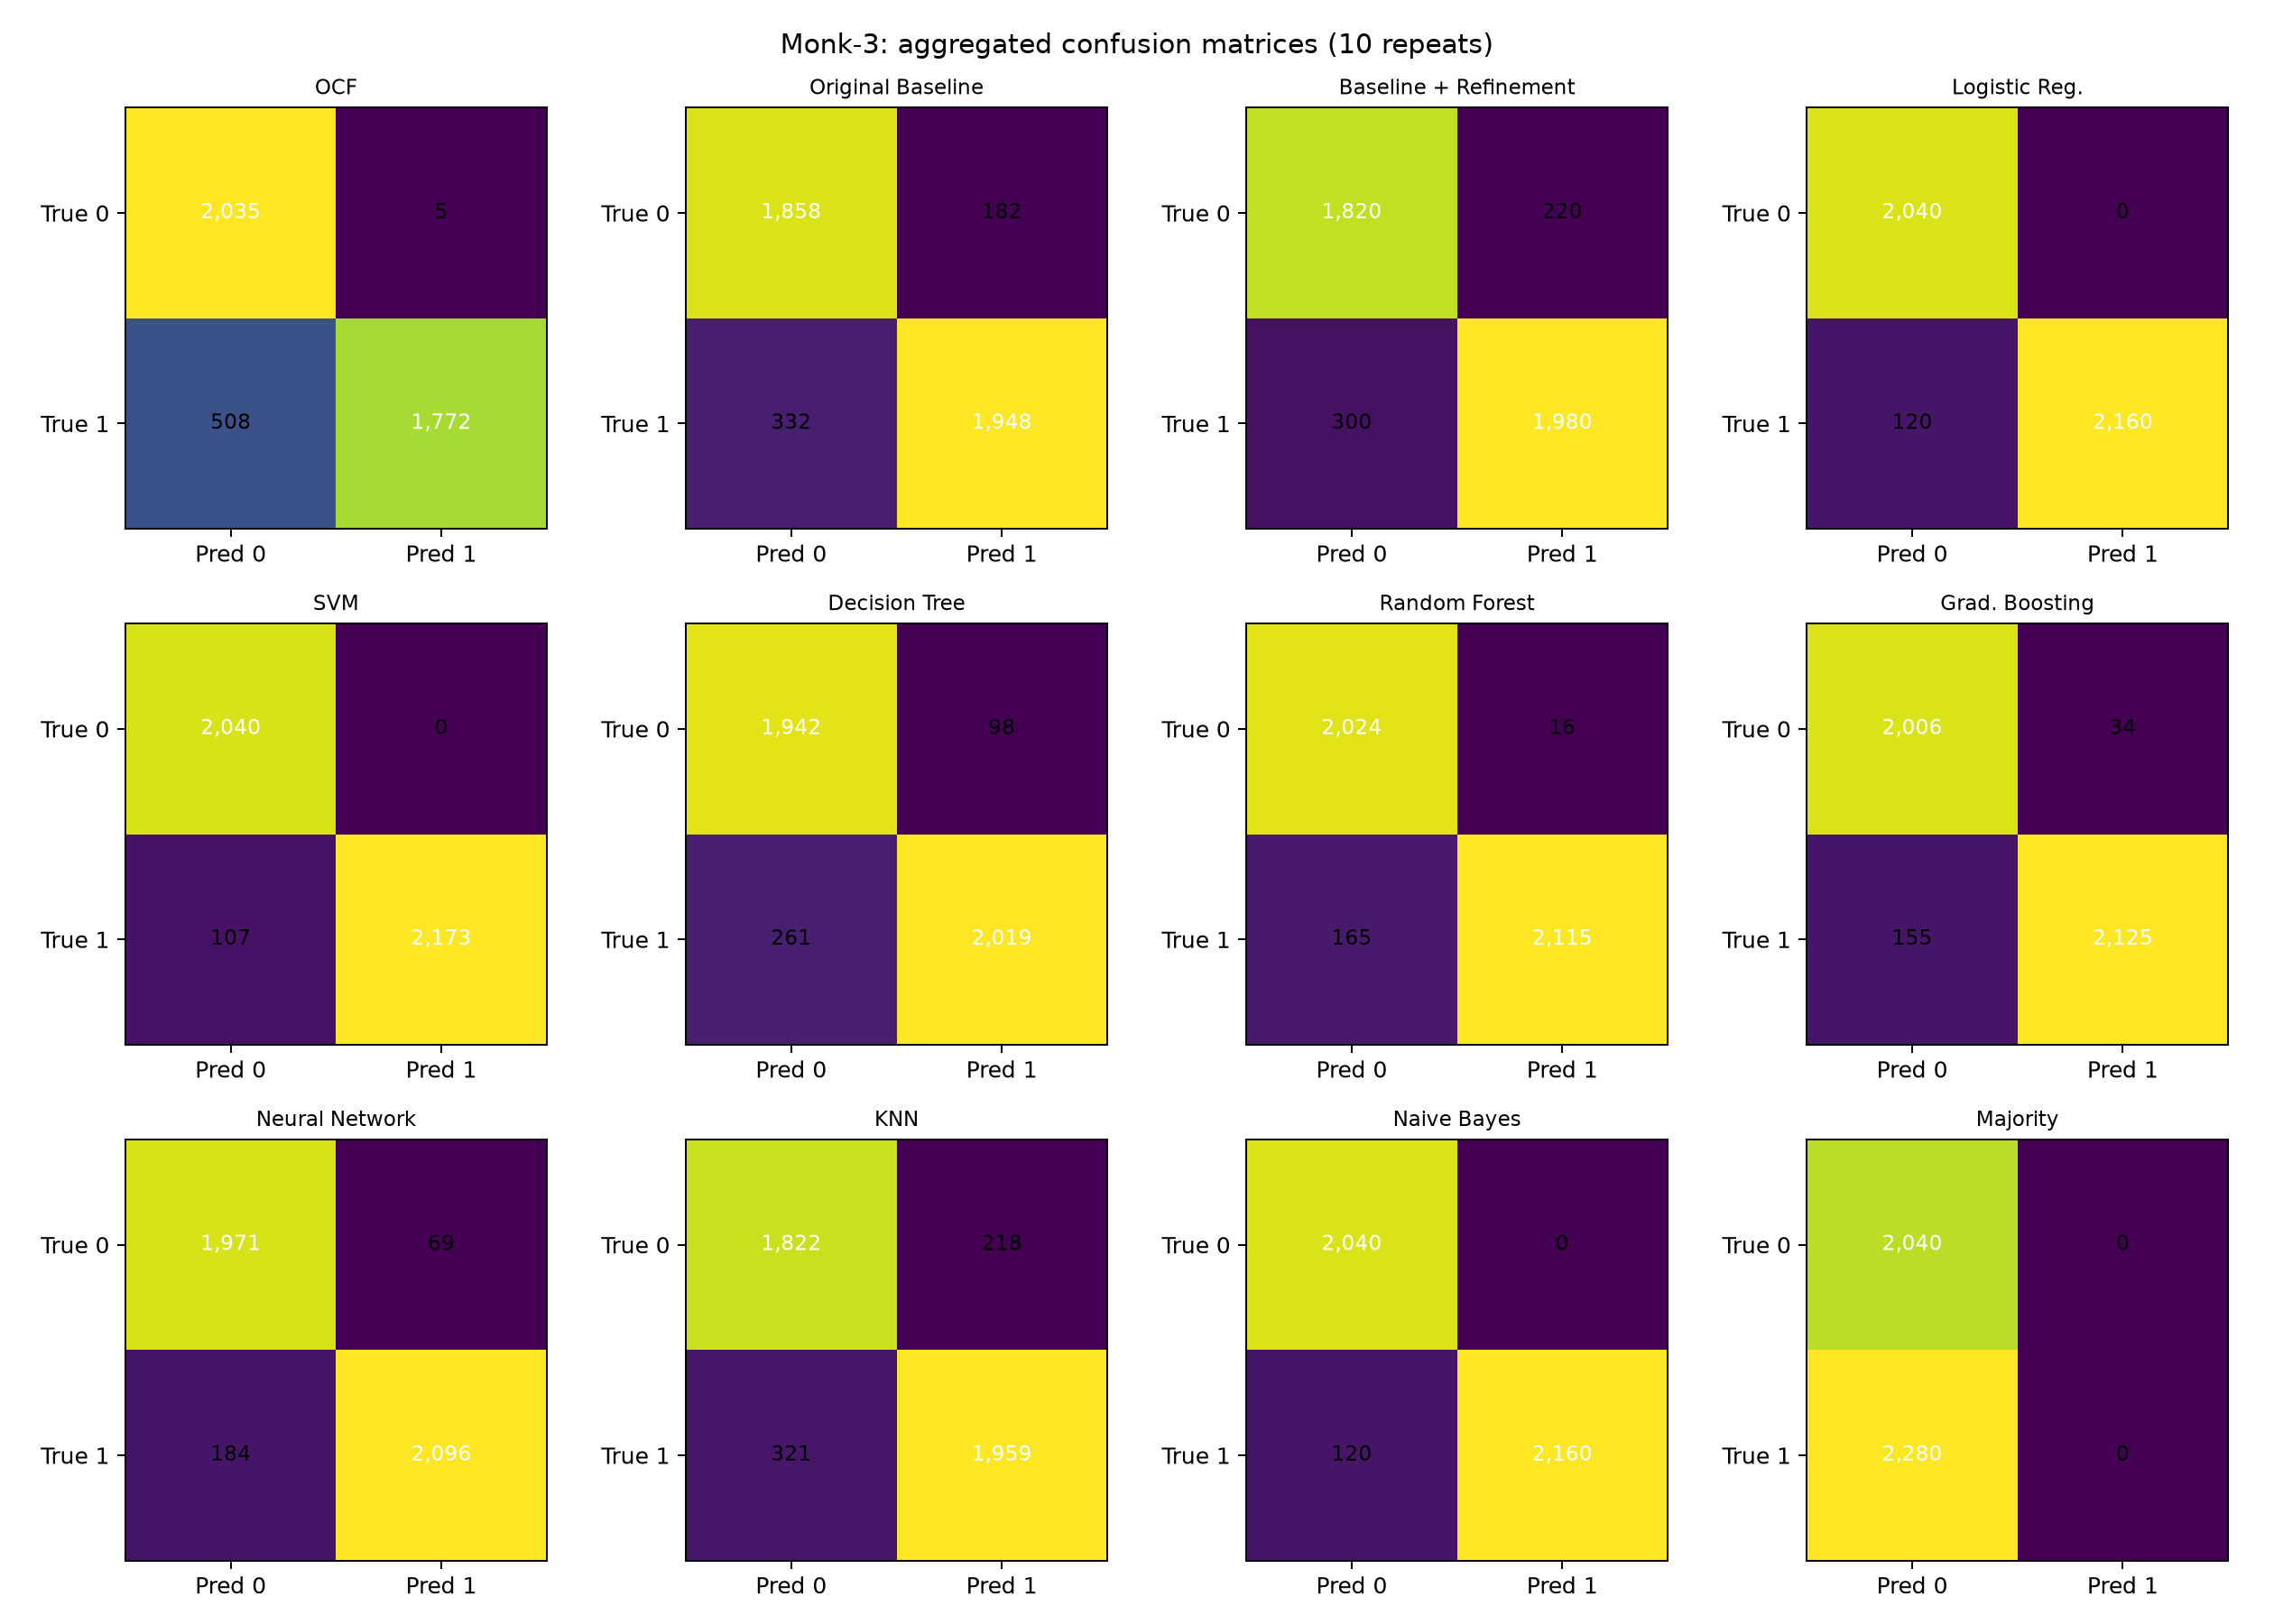 Monk-3: aggregated confusion matrices (10 repeats)
OCF
Original Baseline
Baseline + Refinement
Logistic Reg.
True 0 2,035 5
True 0 1,858 182
True 0 1,820 220
True 0 2,040 0
True 1 508 1,772
True 1 332 1,948
True 1 300 1,980
True 1 120 2,160
Pred 0 Pred 1
Pred 0 Pred 1
Pred 0 Pred 1
Pred 0 Pred 1
SVM
Decision Tree
Random Forest
Grad. Boosting
True 0 2,040 0
True 0 1,942 98
True 0 2,024 16
True 0 2,006 34
True 1 107 2,173
True 1 261 2,019
True 1 165 2,115
True 1 155 2,125
Pred 0 Pred 1
Pred 0 Pred 1
Pred 0 Pred 1
Pred 0 Pred 1
Neural Network
KNN
Naive Bayes
Majority
True 0 1,971 69
True 0 1,822 218
True 0 2,040 0
True 0 2,040 0
True 1 184 2,096
True 1 321 1,959
True 1 120 2,160
True 1 2,280 0
Pred 0 Pred 1
Pred 0 Pred 1
Pred 0 Pred 1
Pred 0 Pred 1